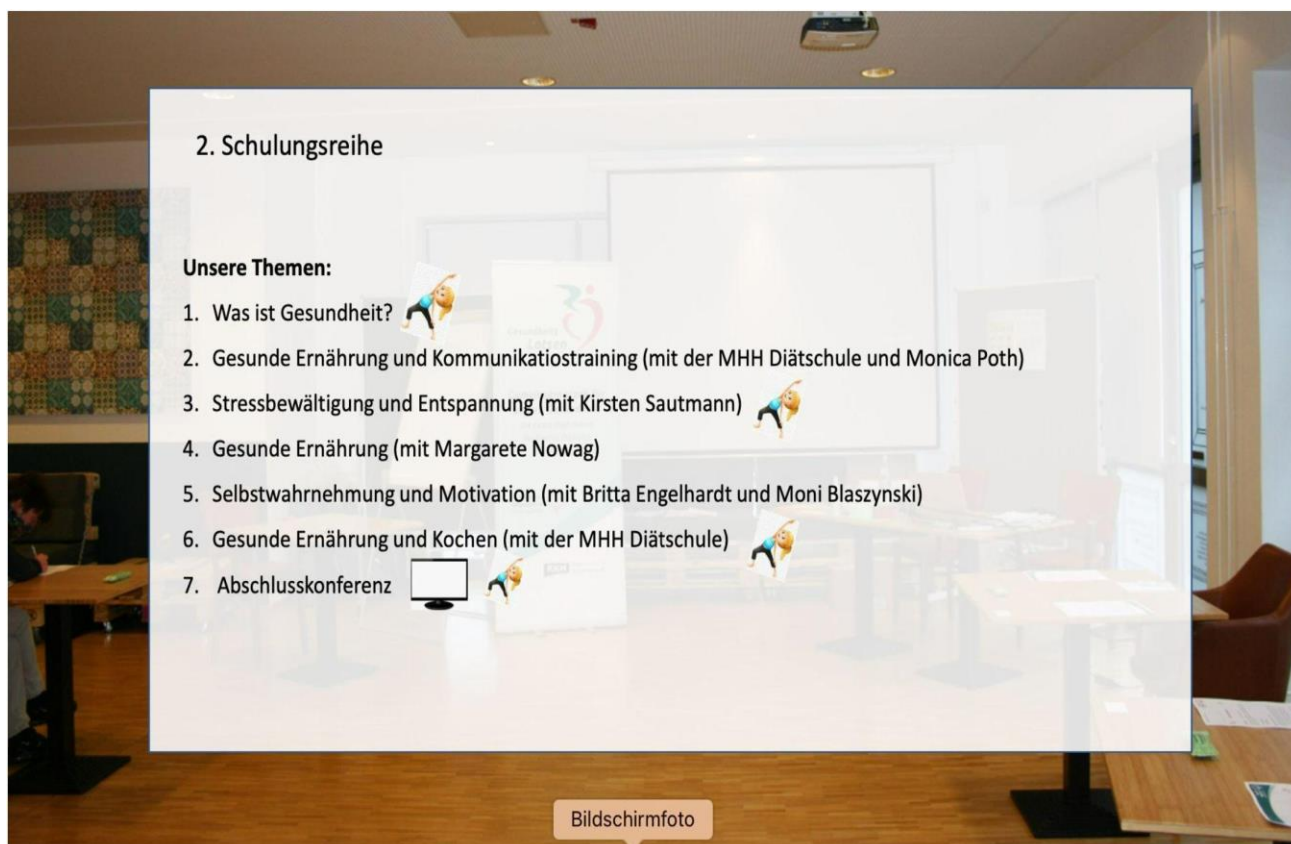 2. Schulungsreihe
Unsere Themen:
1. Was ist Gesundheit?
2. Gesunde Ernährung und Kommunikatiostraining (mit der MHH Diätschule und Monica Poth)
3. Stressbewältigung und Entspannung (mit Kirsten Sautmann)
4. Gesunde Ernährung (mit Margarete Nowag)
5. Selbstwahrnehmung und Motivation (mit Britta Engelhardt und Moni Blaszynski)
6. Gesunde Ernährung und Kochen (mit der MHH Diätschule)
7. Abschlusskonferenz
Bildschirmfoto